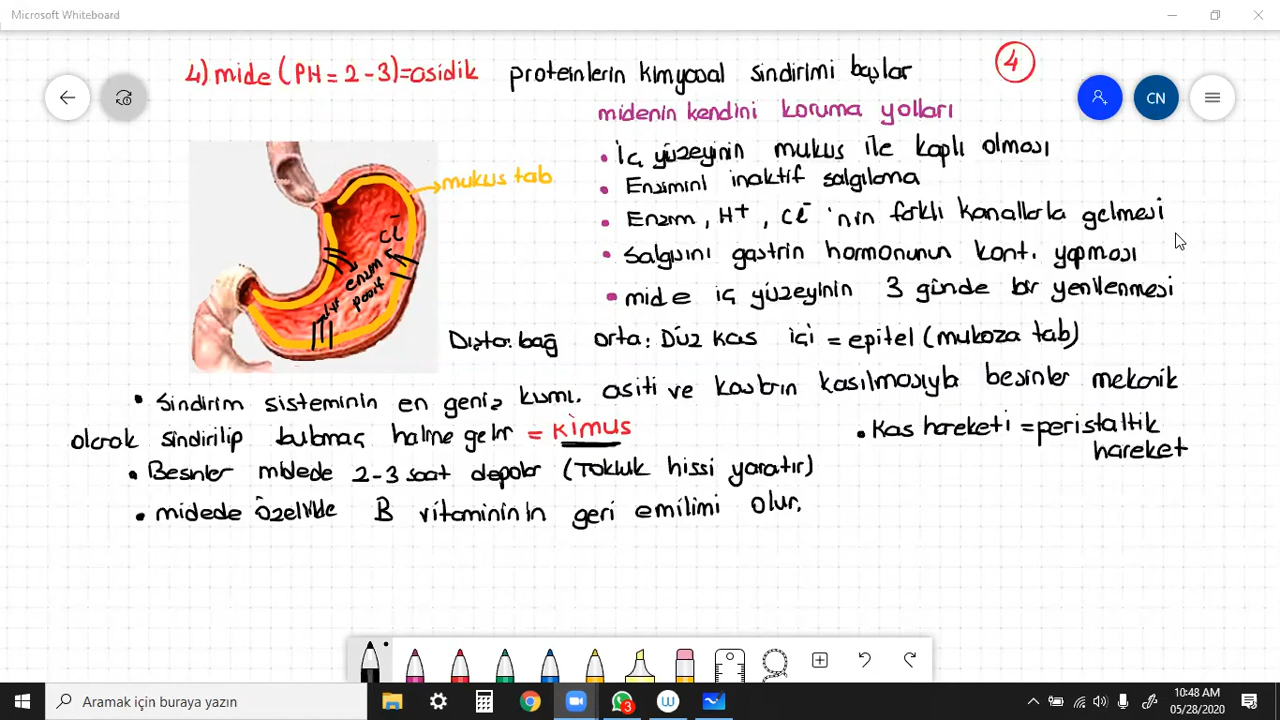 Microsoft Whiteboard
4) mide (PH = 2 - 3) = asidik proteinlerin kimyasal sindirimi başlar
4
CN
midenin kendini koruma yolları
• İç yüzeyinin mukus ile kaplı olması
• Enzimini inaktif salgılama
• Enzim, H+, Cl- 'nin farklı kanallarla gelmesi
• Salgısını gastrin hormonunun kont. yapması
• mide iç yüzeyinin 3 günde bir yenilenmesi
mukus tab
Cl-
enzim
pasif
Dışta: bağ orta: Düz kas içi = epitel (mukoza tab)
• Sindirim sisteminin en geniş kısmı. asiti ve kasların kasılmasıyla besinler mekanik
olarak sindirilip bulamaç haline gelir = kimus
• Kas hareketi = peristaltik
hareket
• Besinler midede 2-3 saat depolar (Tokluk hissi yaratır)
• midede özellikle B vitamininin geri emilimi olur.
Aramak için buraya yazın
3
10:48 AM
05/28/2020